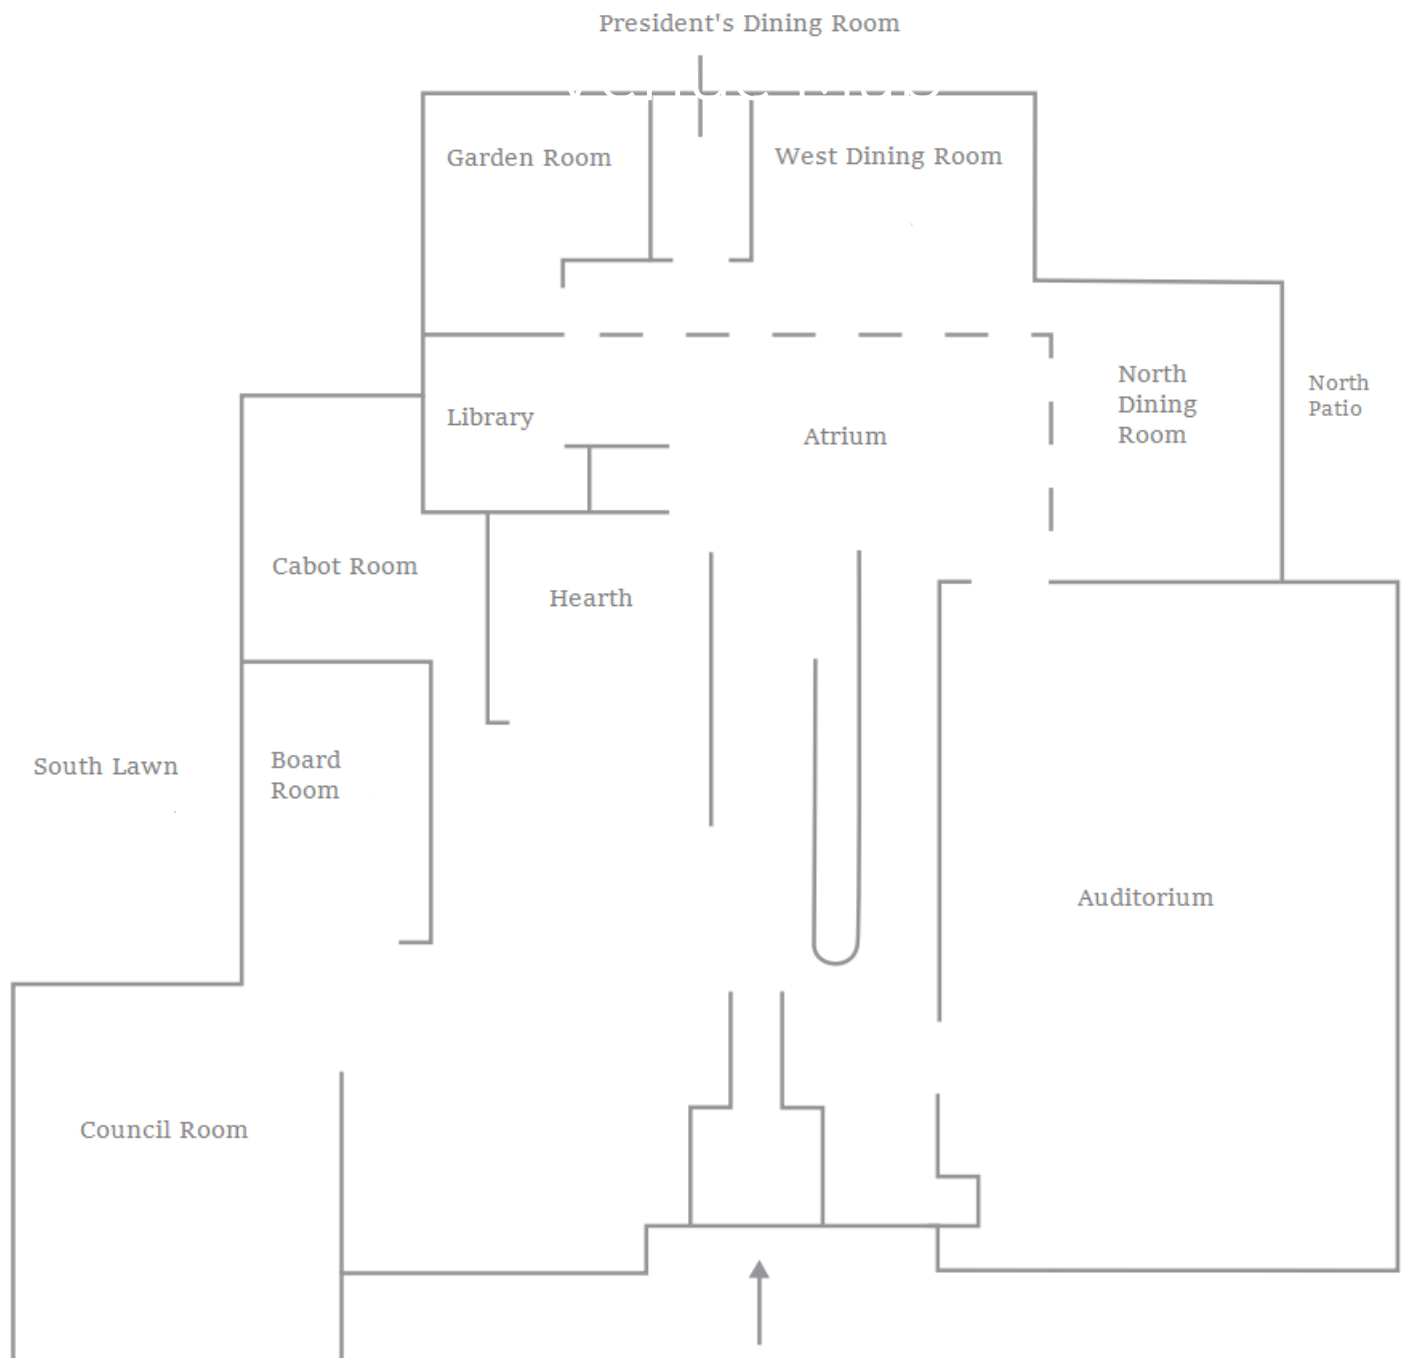 President's Dining Room
Garden Room
West Dining Room
North
Dining
Room
North
Patio
Library
Atrium
Cabot Room
Hearth
South Lawn
Board
Room
Auditorium
Council Room